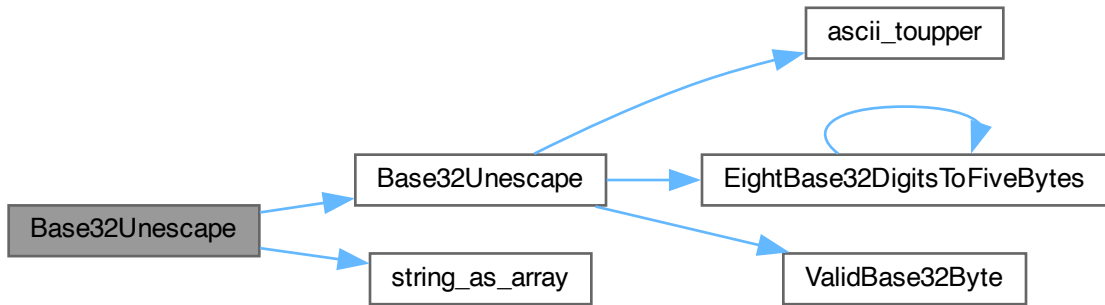 ascii_toupper
Base32Unescape
EightBase32DigitsToFiveBytes
Base32Unescape
string_as_array
ValidBase32Byte